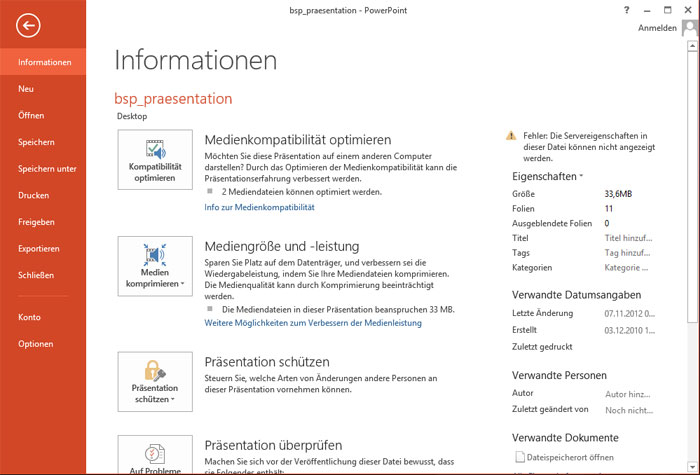 bsp_praesentation - PowerPoint
?
Anmelden
Informationen
Neu
Öffnen
Speichern
Speichern unter
Drucken
Freigeben
Exportieren
Schließen
Konto
Optionen
Informationen
bsp_praesentation
Desktop
Kompatibilität
optimieren
Medienkompatibilität optimieren
Möchten Sie diese Präsentation auf einem anderen Computer
darstellen? Durch das Optimieren der Medienkompatibilität kann die
Präsentationserfahrung verbessert werden.
2 Mediendateien können optimiert werden.
Info zur Medienkompatibilität
Medien
komprimieren
Mediengröße und -leistung
Sparen Sie Platz auf dem Datenträger, und verbessern sie die
Wiedergabeleistung, indem Sie Ihre Mediendateien komprimieren.
Die Medienqualität kann durch Komprimierung beeinträchtigt
werden.
Die Mediendateien in dieser Präsentation beanspruchen 33 MB.
Weitere Möglichkeiten zum Verbessern der Medienleistung
Präsentation
schützen
Präsentation schützen
Steuern Sie, welche Arten von Änderungen andere Personen an
dieser Präsentation vornehmen können.
Auf Probleme
Präsentation überprüfen
Machen Sie sich vor der Veröffentlichung dieser Datei bewusst, dass
sie Folgendes enthält:
Fehler: Die Servereigenschaften in
dieser Datei können nicht angezeigt
werden.
Eigenschaften
Größe 33,6MB
Folien 11
Ausgeblendete Folien 0
Titel Titel hinzuf...
Tags Tag hinzuf...
Kategorien Kategorie ...
Verwandte Datumsangaben
Letzte Änderung 07.11.2012 0...
Erstellt 03.12.2010 1...
Zuletzt gedruckt
Verwandte Personen
Autor Autor hinz...
Zuletzt geändert von Noch nicht...
Verwandte Dokumente
Dateispeicherort öffnen